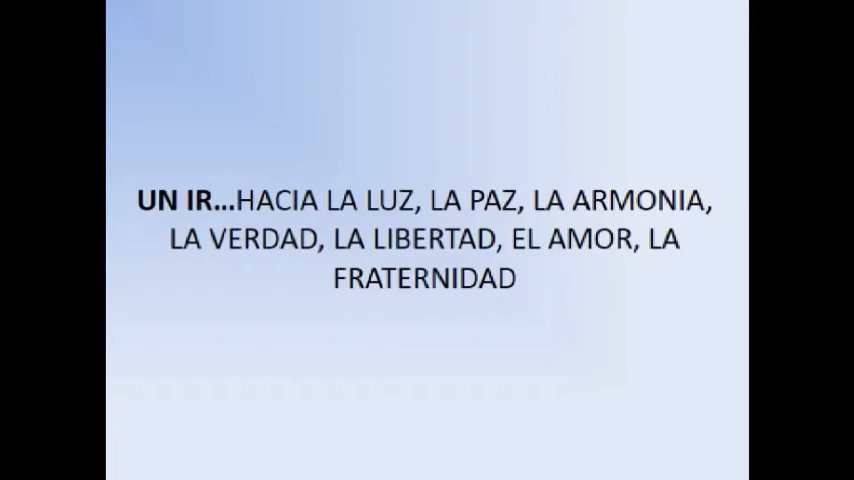 UN IR...HACIA LA LUZ, LA PAZ, LA ARMONIA,
LA VERDAD, LA LIBERTAD, EL AMOR, LA
FRATERNIDAD